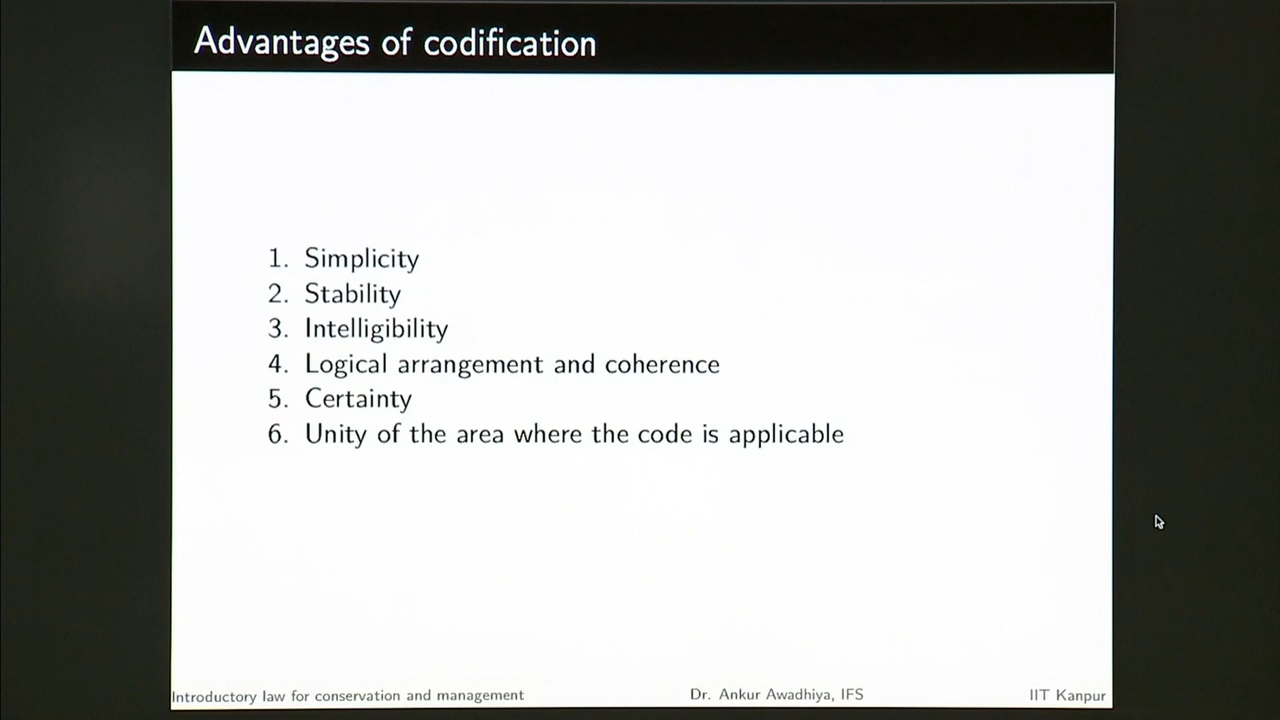 Advantages of codification
1. Simplicity
2. Stability
3. Intelligibility
4. Logical arrangement and coherence
5. Certainty
6. Unity of the area where the code is applicable
Introductory law for conservation and management Dr. Ankur Awadhiya, IFS IIT Kanpur